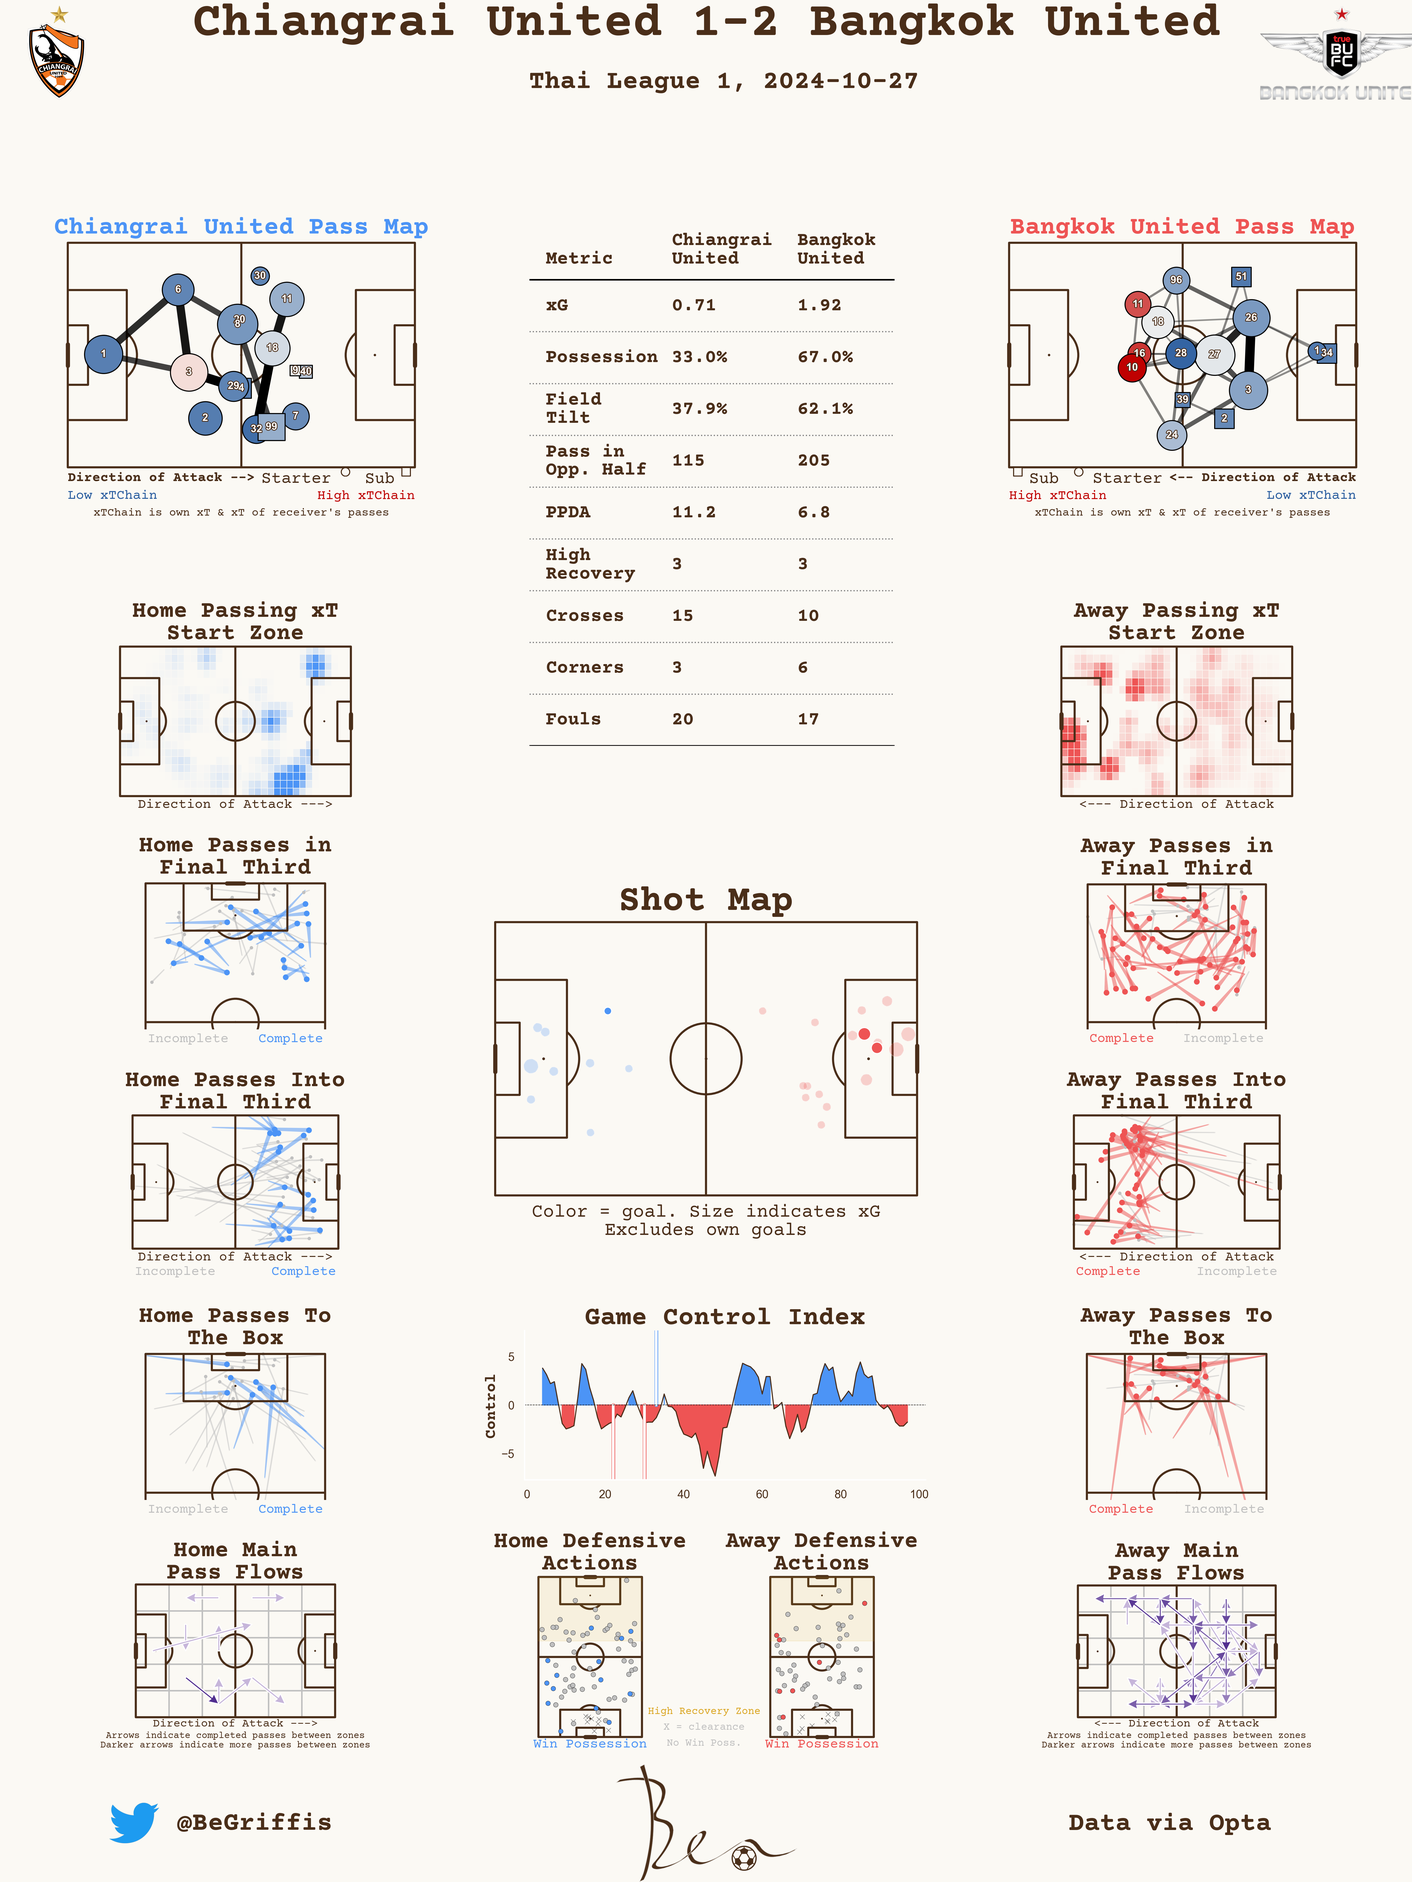 Chiangrai United 1-2 Bangkok United
Thai League 1, 2024-10-27
CHIANGRAI
UNITED
true
BU
FC
BANGKOK UNITE
Chiangrai United Pass Map
1
6
3
2
20
8
29
4
30
11
18
32
99
7
40
Direction of Attack --> Starter Sub
Low xTChain High xTChain
xTChain is own xT & xT of receiver's passes
Metric Chiangrai United Bangkok United
xG 0.71 1.92
Possession 33.0% 67.0%
Field Tilt 37.9% 62.1%
Pass in Opp. Half 115 205
PPDA 11.2 6.8
High Recovery 3 3
Crosses 15 10
Corners 3 6
Fouls 20 17
Bangkok United Pass Map
96
51
11
18
26
16
10
28
27
1
34
39
3
2
24
Sub Starter <-- Direction of Attack
High xTChain Low xTChain
xTChain is own xT & xT of receiver's passes
Home Passing xT
Start Zone
Direction of Attack --->
Away Passing xT
Start Zone
<--- Direction of Attack
Home Passes in
Final Third
Incomplete Complete
Away Passes in
Final Third
Complete Incomplete
Shot Map
Color = goal. Size indicates xG
Excludes own goals
Home Passes Into
Final Third
Direction of Attack --->
Incomplete Complete
Away Passes Into
Final Third
<--- Direction of Attack
Complete Incomplete
Home Passes To
The Box
Incomplete Complete
Game Control Index
Control
5
0
−5
0 20 40 60 80 100
Away Passes To
The Box
Complete Incomplete
Home Main
Pass Flows
Direction of Attack --->
Arrows indicate completed passes between zones
Darker arrows indicate more passes between zones
Home Defensive
Actions
Win Possession
Away Defensive
Actions
Win Possession
High Recovery Zone
X = clearance
No Win Poss.
Away Main
Pass Flows
<--- Direction of Attack
Arrows indicate completed passes between zones
Darker arrows indicate more passes between zones
@BeGriffis
Ben
Data via Opta